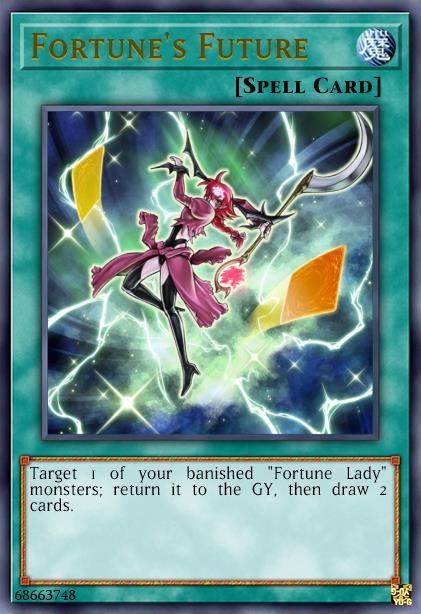 Fortune's Future
魔
[Spell Card]
Target 1 of your banished "Fortune Lady"
monsters; return it to the GY, then draw 2
cards.
68663748